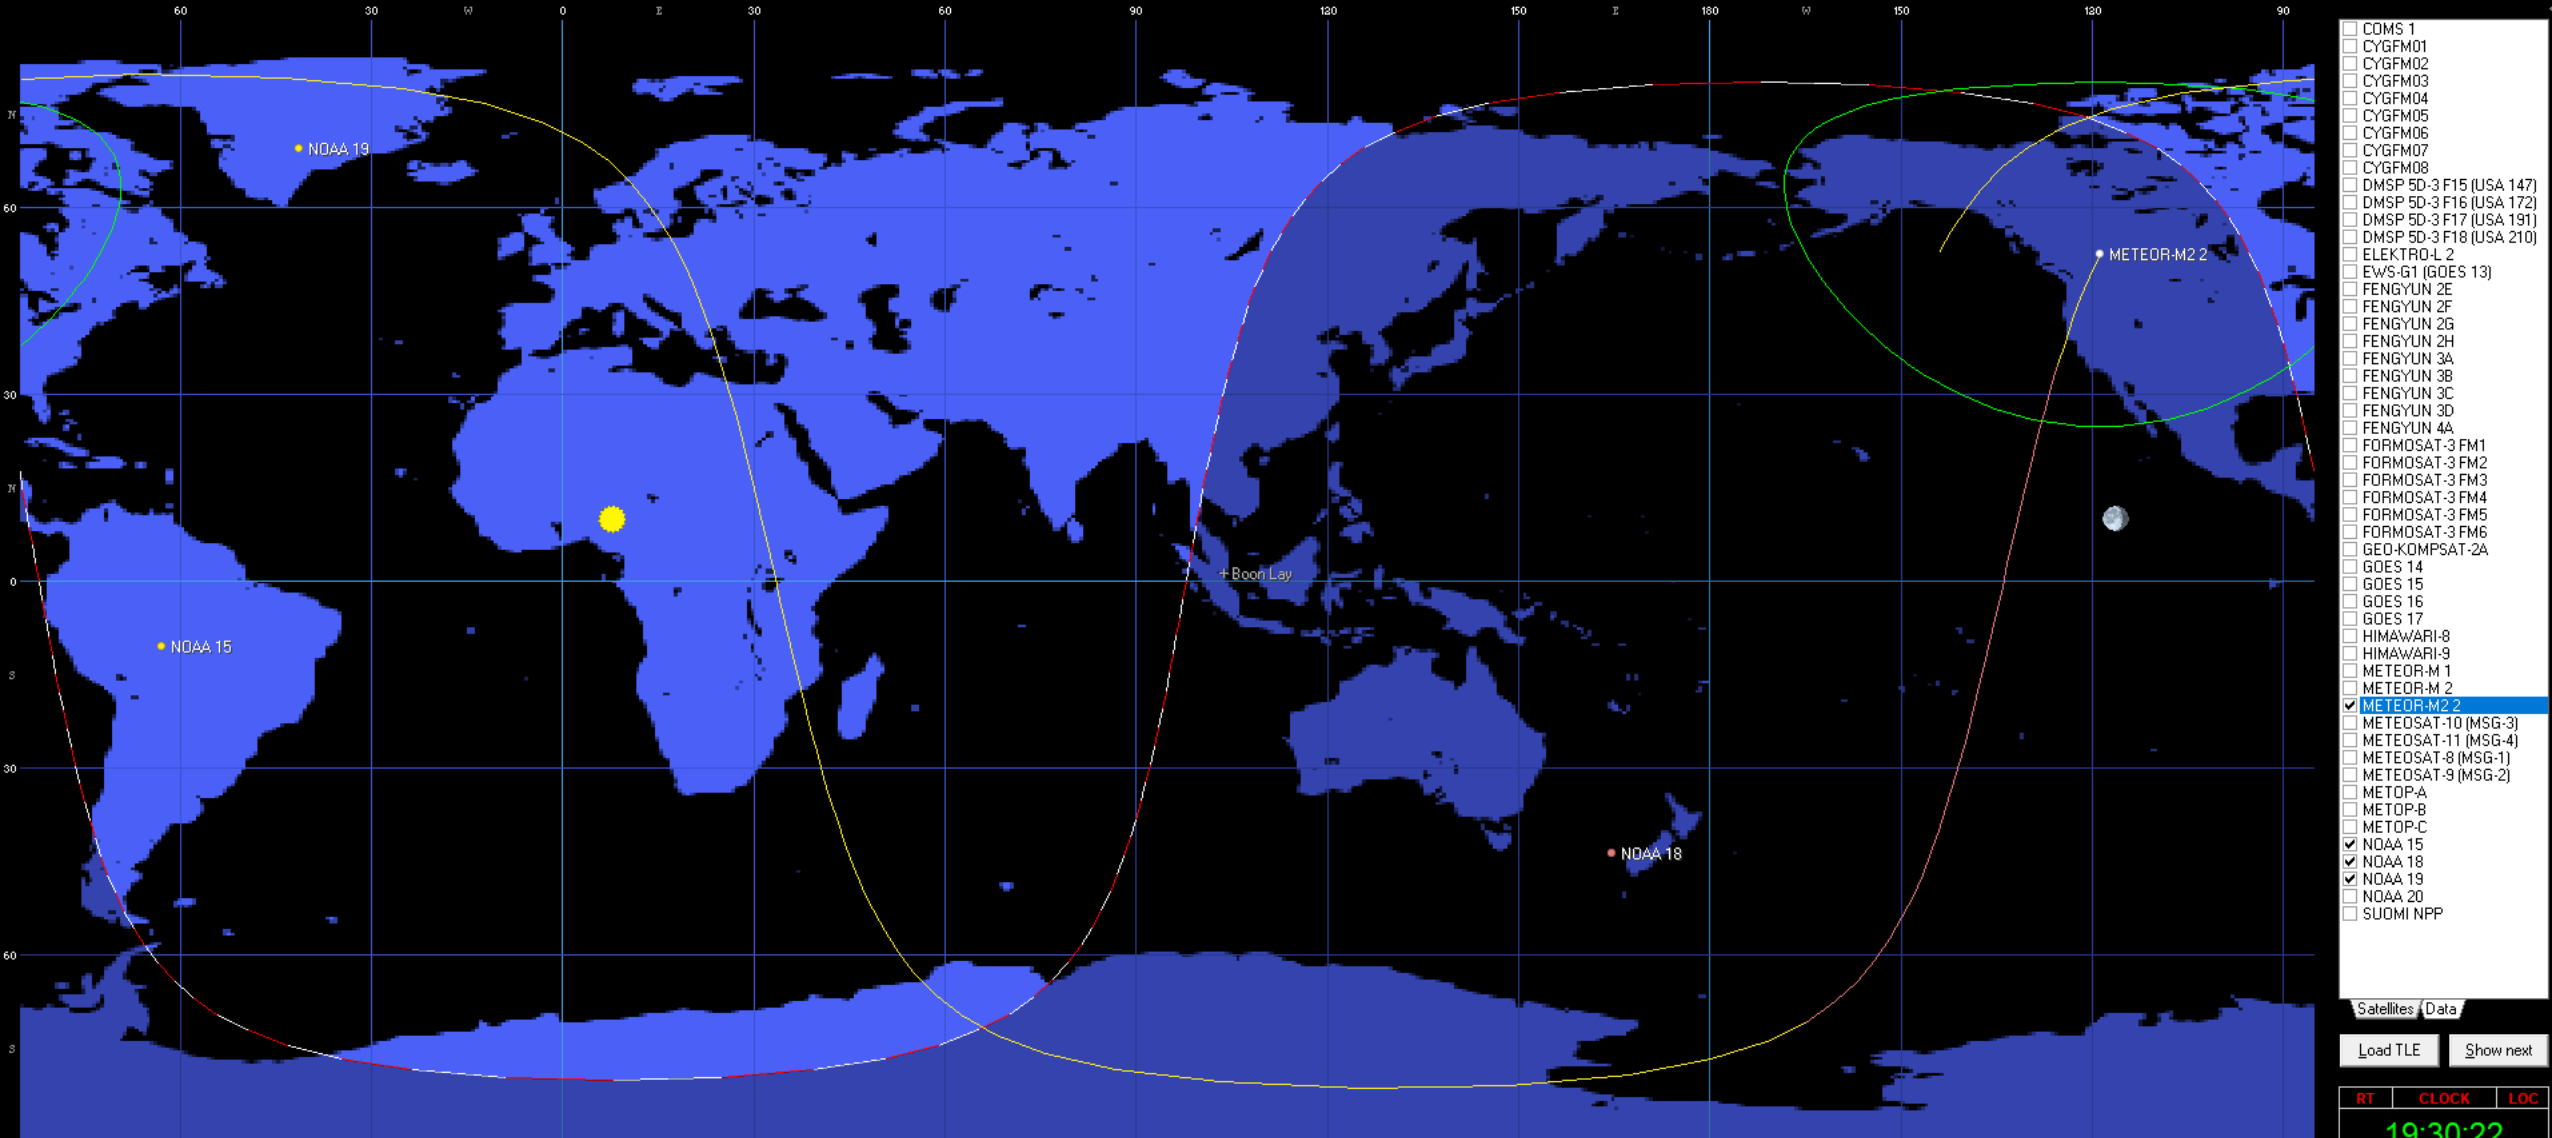 60 30 W 0 E 60 90 120 150 E 180 W 150 120 90
30
N
60
30
N
0
S
30
60
S
NOAA 19
METEOR-M2 2
Boon Lay
NOAA 15
NOAA 18
COMS 1
CYGFM01
CYGFM02
CYGFM03
CYGFM04
CYGFM05
CYGFM06
CYGFM07
CYGFM08
DMSP 5D-3 F15 (USA 147)
DMSP 5D-3 F16 (USA 172)
DMSP 5D-3 F17 (USA 191)
DMSP 5D-3 F18 (USA 210)
ELEKTRO-L 2
EWS-G1 (GOES 13)
FENGYUN 2E
FENGYUN 2F
FENGYUN 2G
FENGYUN 2H
FENGYUN 3A
FENGYUN 3B
FENGYUN 3C
FENGYUN 3D
FENGYUN 4A
FORMOSAT-3 FM1
FORMOSAT-3 FM2
FORMOSAT-3 FM3
FORMOSAT-3 FM4
FORMOSAT-3 FM5
FORMOSAT-3 FM6
GEO-KOMPSAT-2A
GOES 14
GOES 15
GOES 16
GOES 17
HIMAWARI-8
HIMAWARI-9
METEOR-M 1
METEOR-M 2
METEOR-M2 2
METEOSAT-10 (MSG-3)
METEOSAT-11 (MSG-4)
METEOSAT-8 (MSG-1)
METEOSAT-9 (MSG-2)
METOP-A
METOP-B
METOP-C
NOAA 15
NOAA 18
NOAA 19
NOAA 20
SUOMI NPP
Satellites Data
Load TLE Show next
RT CLOCK LOC
19:30:22